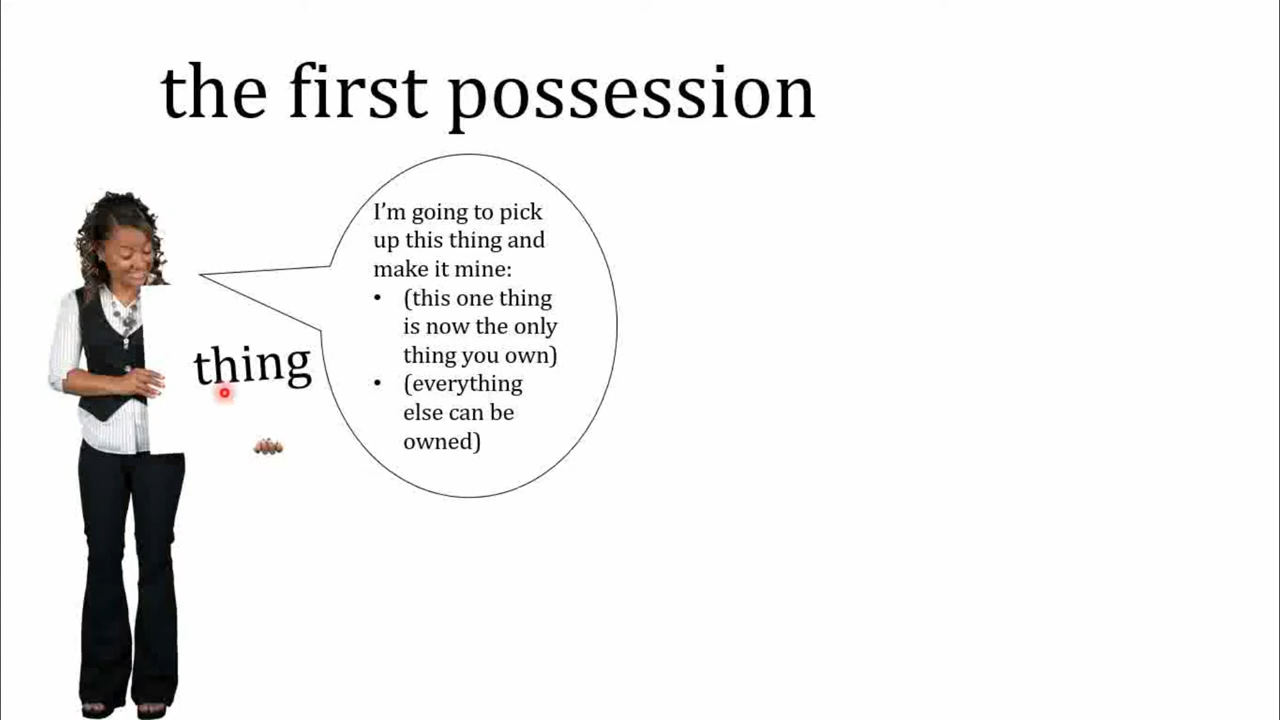 the first possession
I’m going to pick
up this thing and
make it mine:
• (this one thing
is now the only
thing you own)
• (everything
else can be
owned)
thing